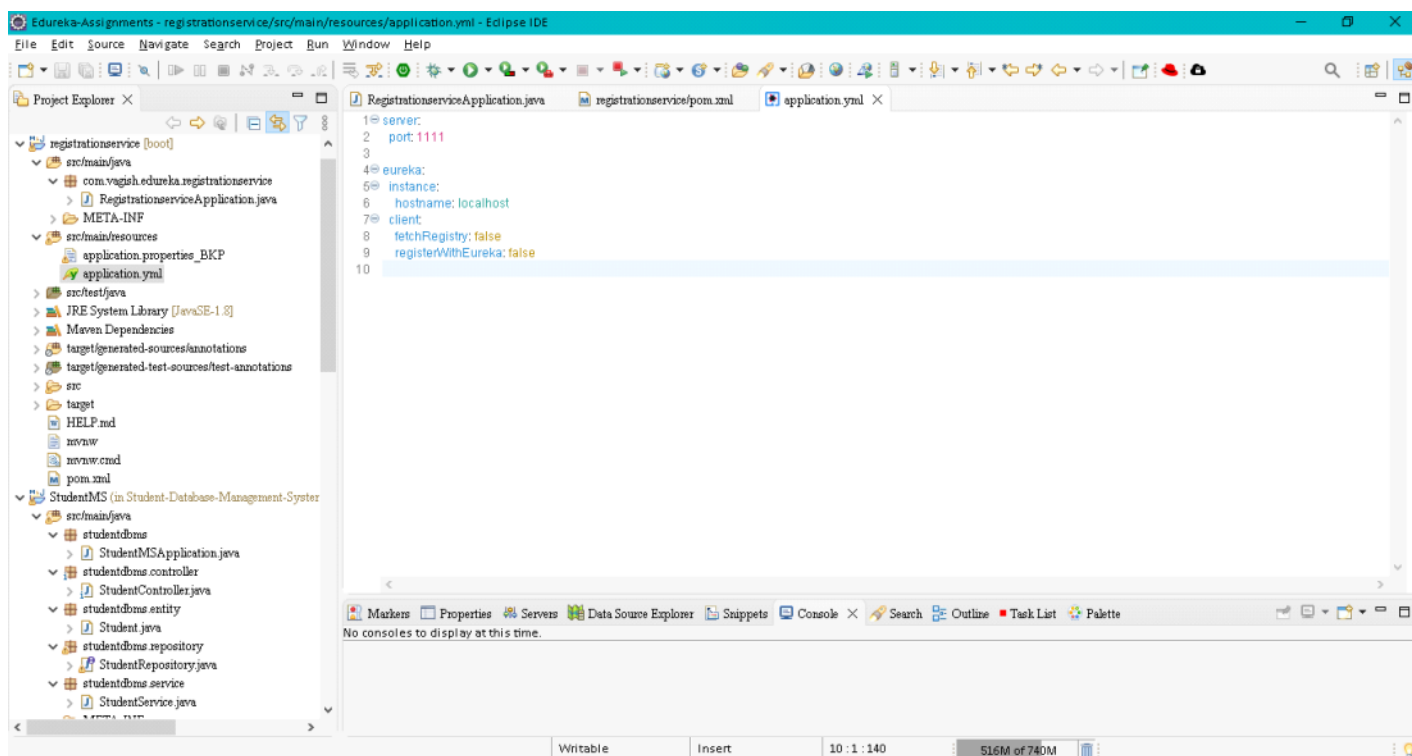 Edureka-Assignments - registrationservice/src/main/resources/application.yml - Eclipse IDE
File Edit Source Navigate Search Project Run Window Help
Project Explorer
registrationservice [boot]
src/main/java
com.vagish.edureka.registrationservice
RegistrationserviceApplication.java
META-INF
src/main/resources
application.properties_BKP
application.yml
src/test/java
JRE System Library [JavaSE-1.8]
Maven Dependencies
target/generated-sources/annotations
target/generated-test-sources/test-annotations
src
target
HELP.md
mvnw
mvnw.cmd
pom.xml
StudentMS (in Student-Database-Management-Syster
src/main/java
studentdbms
StudentMSApplication.java
studentdbms.controller
StudentController.java
studentdbms.entity
Student.java
studentdbms.repository
StudentRepository.java
studentdbms.service
StudentService.java
META-INF
RegistrationserviceApplication.java registrationservice/pom.xml application.yml
1 server:
2 port: 1111
3
4 eureka:
5 instance:
6 hostname: localhost
7 client:
8 fetchRegistry: false
9 registerWithEureka: false
10
Markers Properties Servers Data Source Explorer Snippets Console Search Outline Task List Palette
No consoles to display at this time.
Writable Insert 10 : 1 : 140 516M of 740M